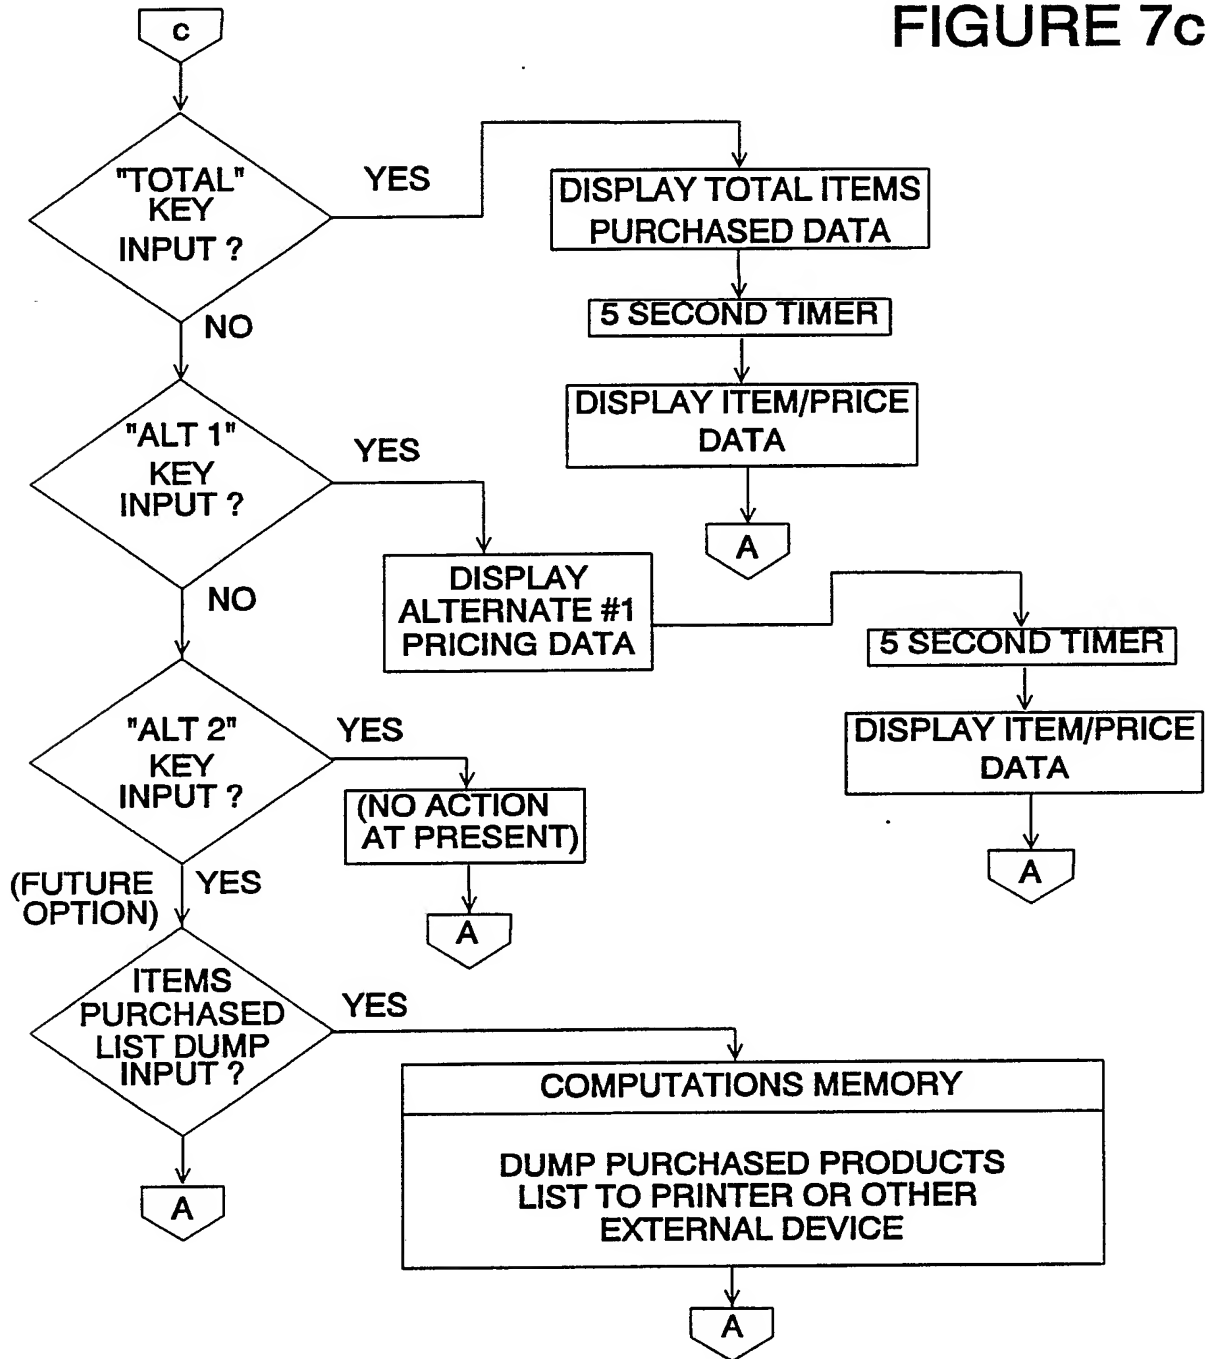 FIGURE 7c
c
"TOTAL"
KEY
INPUT ?
YES
DISPLAY TOTAL ITEMS
PURCHASED DATA
5 SECOND TIMER
DISPLAY ITEM/PRICE
DATA
A
NO
"ALT 1"
KEY
INPUT ?
YES
DISPLAY
ALTERNATE #1
PRICING DATA
5 SECOND TIMER
DISPLAY ITEM/PRICE
DATA
A
NO
"ALT 2"
KEY
INPUT ?
YES
(NO ACTION
AT PRESENT)
A
(FUTURE
OPTION)
YES
ITEMS
PURCHASED
LIST DUMP
INPUT ?
YES
COMPUTATIONS MEMORY
DUMP PURCHASED PRODUCTS
LIST TO PRINTER OR OTHER
EXTERNAL DEVICE
A
A